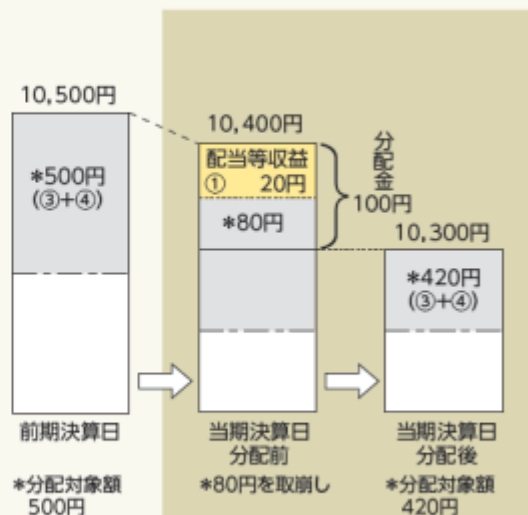 10,500円
*500円
(③+④)
前期決算日
*分配対象額
500円
10,400円
配当等収益
① 20円
*80円
分配金
100円
当期決算日
分配前
*80円を取崩し
10,300円
*420円
(③+④)
当期決算日
分配後
*分配対象額
420円